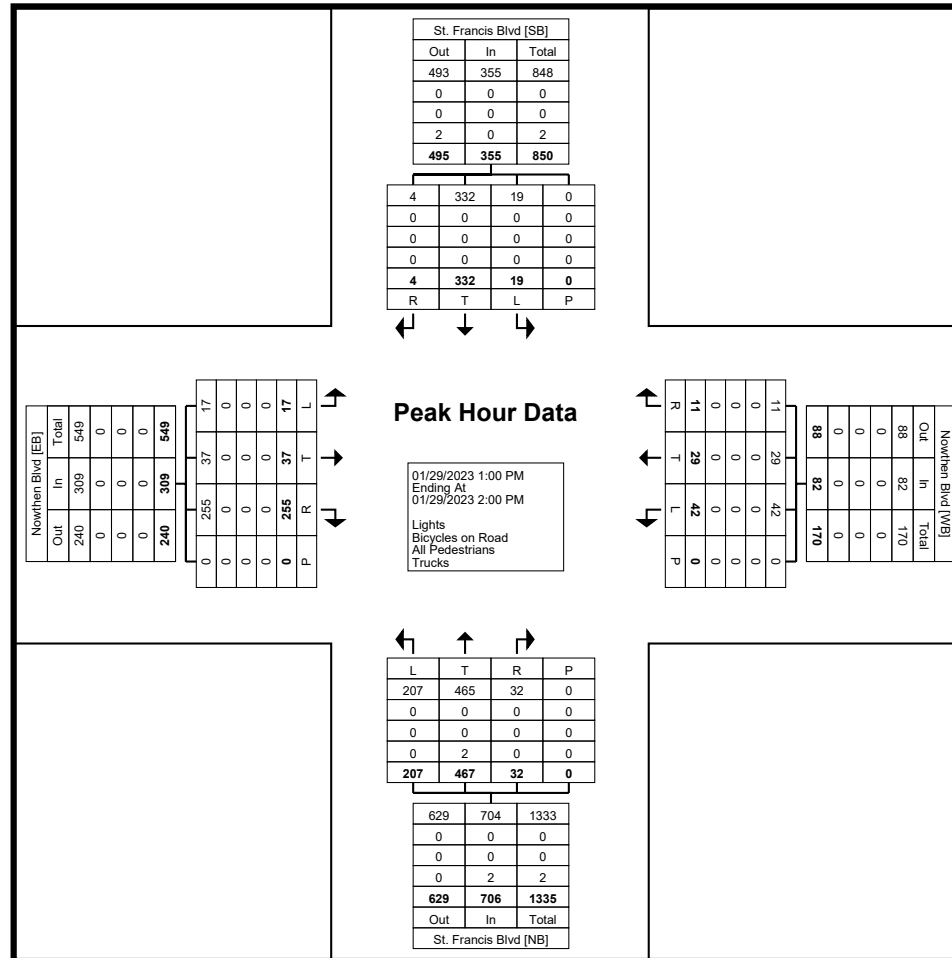 St. Francis Blvd [SB]
Out In Total
493 355 848
0 0 0
0 0 0
2 0 2
495 355 850
4 332 19 0
0 0 0 0
0 0 0 0
0 0 0 0
4 332 19 0
R T L P
Nowthen Blvd [EB]
Total 549 0 0 0 549
In 309 0 0 0 309
Out 240 0 0 0 240
17 0 0 0 17 L
37 0 0 0 37 T
255 0 0 0 255 R
0 0 0 0 0 P
Peak Hour Data
01/29/2023 1:00 PM
Ending At
01/29/2023 2:00 PM
Lights
Bicycles on Road
All Pedestrians
Trucks
R 11 0 0 0 11
T 29 0 0 0 29
L 42 0 0 0 42
P 0 0 0 0 0
88 0 0 0 88 Out
82 0 0 0 82 In
170 0 0 0 170 Total
Nowthen Blvd [WB]
L T R P
207 465 32 0
0 0 0 0
0 0 0 0
0 2 0 0
207 467 32 0
629 704 1333
0 0 0
0 0 0
0 2 2
629 706 1335
Out In Total
St. Francis Blvd [NB]